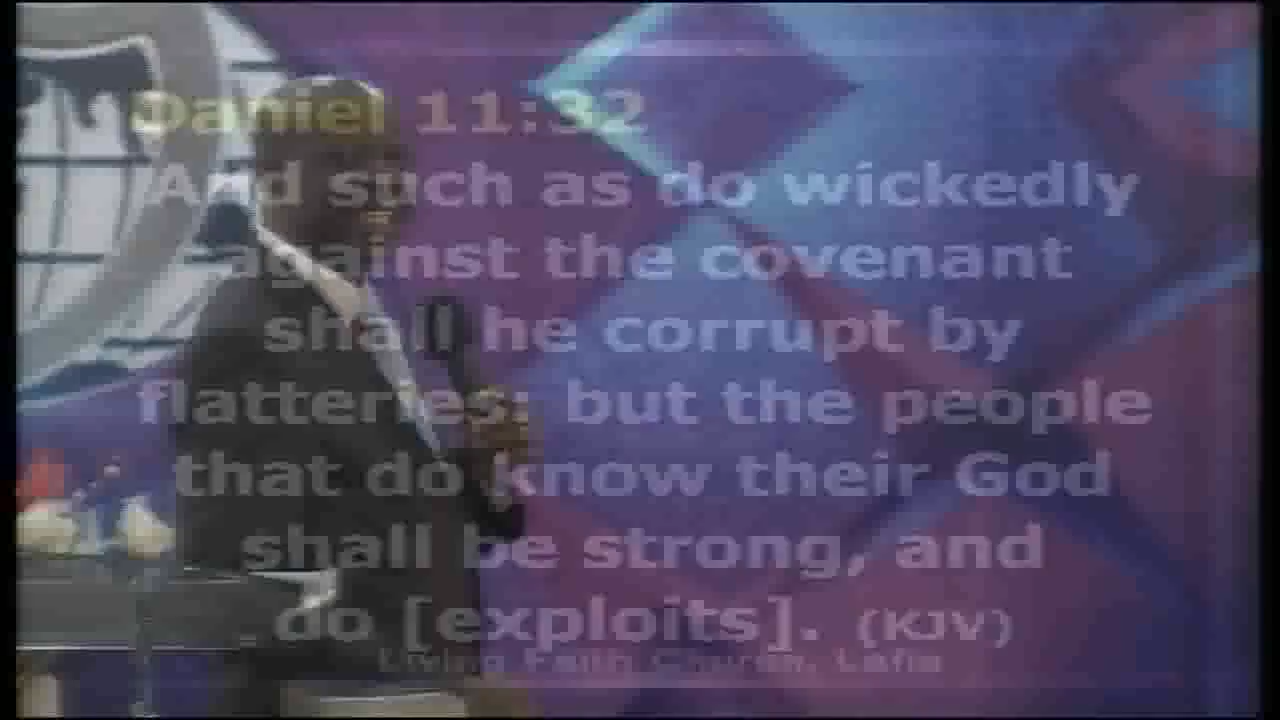 Daniel 11:32
And such as do wickedly
against the covenant
shall he corrupt by
flatteries: but the people
that do know their God
shall be strong, and
do [exploits]. (KJV)
Living Faith Church, Lafia